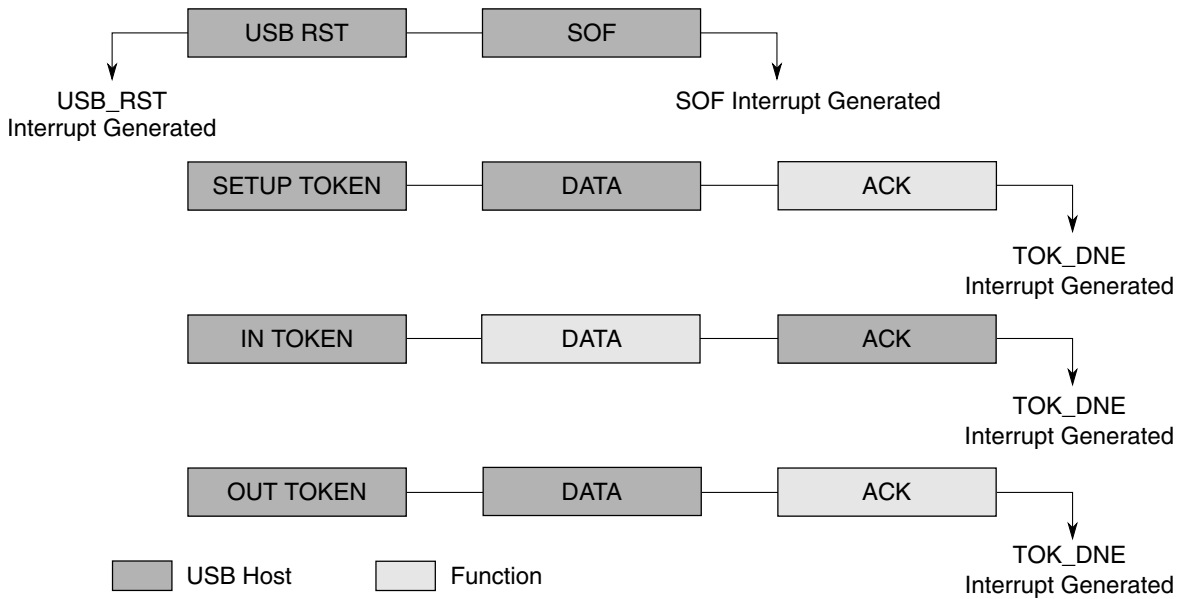 USB RST
SOF
USB_RST
Interrupt Generated
SOF Interrupt Generated
SETUP TOKEN
DATA
ACK
TOK_DNE
Interrupt Generated
IN TOKEN
DATA
ACK
TOK_DNE
Interrupt Generated
OUT TOKEN
DATA
ACK
TOK_DNE
Interrupt Generated
USB Host
Function